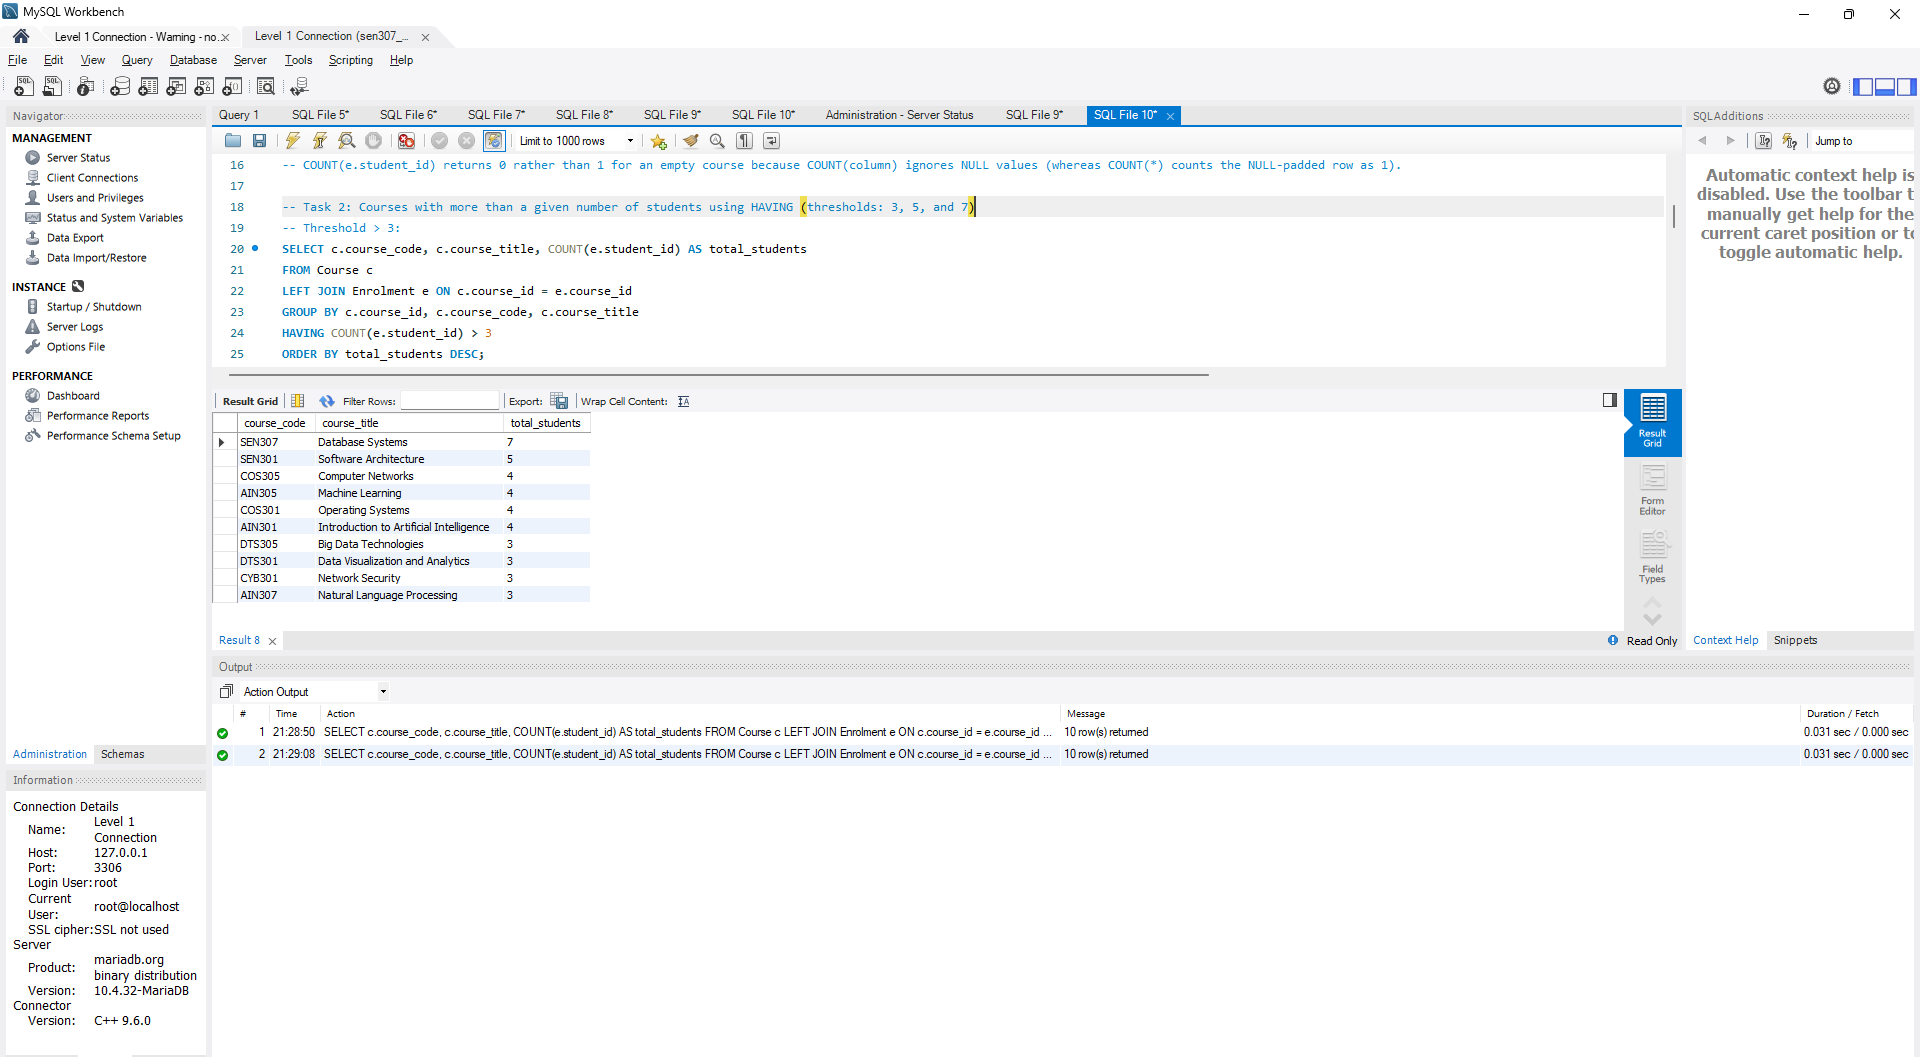 MySQL Workbench
Level 1 Connection - Warning - no...
Level 1 Connection (sen307_...
File Edit View Query Database Server Tools Scripting Help
Navigator
MANAGEMENT
Server Status
Client Connections
Users and Privileges
Status and System Variables
Data Export
Data Import/Restore
INSTANCE
Startup / Shutdown
Server Logs
Options File
PERFORMANCE
Dashboard
Performance Reports
Performance Schema Setup
Administration Schemas
Information
Connection Details
Name: Level 1 Connection
Host: 127.0.0.1
Port: 3306
Login User: root
Current User: root@localhost
SSL cipher: SSL not used
Server
Product: mariadb.org binary distribution
Version: 10.4.32-MariaDB
Connector
Version: C++ 9.6.0
Query 1 SQL File 5* SQL File 6* SQL File 7* SQL File 8* SQL File 9* SQL File 10* Administration - Server Status SQL File 9* SQL File 10*
Limit to 1000 rows
16 -- COUNT(e.student_id) returns 0 rather than 1 for an empty course because COUNT(column) ignores NULL values (whereas COUNT(*) counts the NULL-padded row as 1).
17
18 -- Task 2: Courses with more than a given number of students using HAVING (thresholds: 3, 5, and 7)
19 -- Threshold > 3:
20 SELECT c.course_code, c.course_title, COUNT(e.student_id) AS total_students
21 FROM Course c
22 LEFT JOIN Enrolment e ON c.course_id = e.course_id
23 GROUP BY c.course_id, c.course_code, c.course_title
24 HAVING COUNT(e.student_id) > 3
25 ORDER BY total_students DESC;
Result Grid Filter Rows: Export: Wrap Cell Content:
course_code course_title total_students
SEN307 Database Systems 7
SEN301 Software Architecture 5
COS305 Computer Networks 4
AIN305 Machine Learning 4
COS301 Operating Systems 4
AIN301 Introduction to Artificial Intelligence 4
DTS305 Big Data Technologies 3
DTS301 Data Visualization and Analytics 3
CYB301 Network Security 3
AIN307 Natural Language Processing 3
Result Grid
Form Editor
Field Types
Result 8
Read Only
SQLAdditions
Jump to
Automatic context help is
disabled. Use the toolbar t
manually get help for the
current caret position or to
toggle automatic help.
Context Help Snippets
Output
Action Output
# Time Action Message Duration / Fetch
1 21:28:50 SELECT c.course_code, c.course_title, COUNT(e.student_id) AS total_students FROM Course c LEFT JOIN Enrolment e ON c.course_id = e.course_id ... 10 row(s) returned 0.031 sec / 0.000 sec
2 21:29:08 SELECT c.course_code, c.course_title, COUNT(e.student_id) AS total_students FROM Course c LEFT JOIN Enrolment e ON c.course_id = e.course_id ... 10 row(s) returned 0.031 sec / 0.000 sec